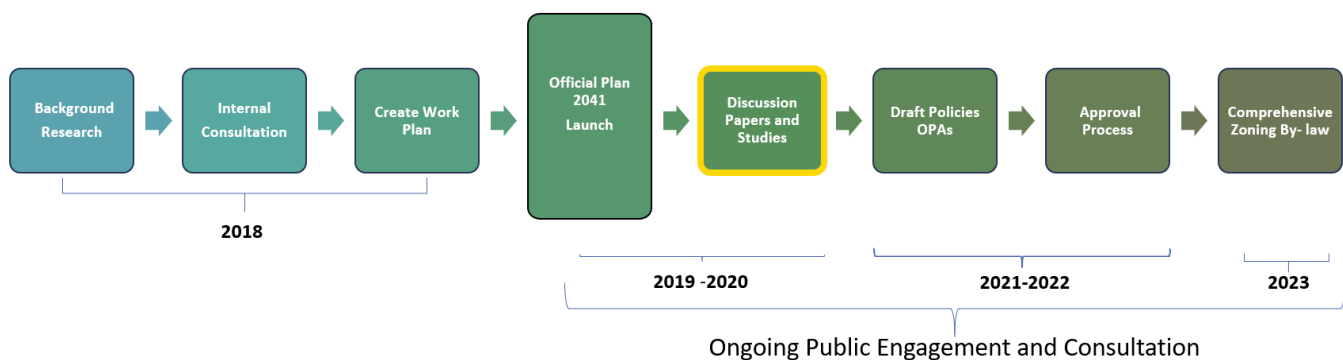 Background
Research
Internal
Consultation
Create Work
Plan
Official Plan
2041
Launch
Discussion
Papers and
Studies
Draft Policies
OPAs
Approval
Process
Comprehensive
Zoning By- law
2018
2019 -2020
2021-2022
2023
Ongoing Public Engagement and Consultation